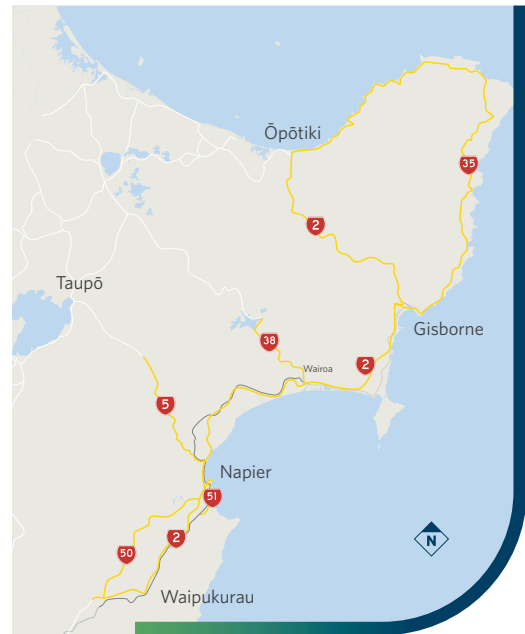 Ōpōtiki
35
2
Taupō
Gisborne
38
Wairoa
2
5
Napier
51
2
50
N
Waipukurau